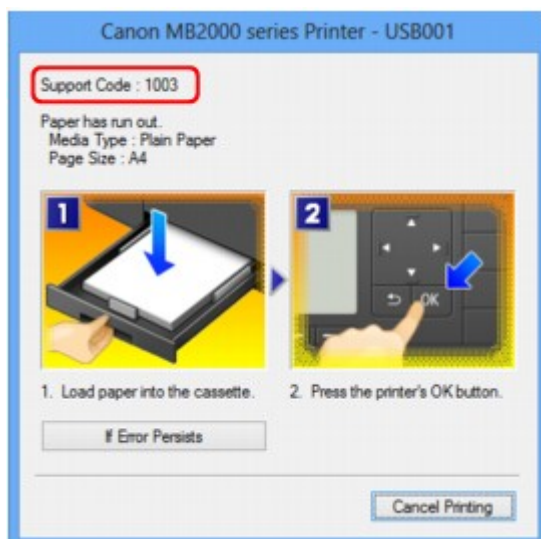 Canon MB2000 series Printer - USB001
Support Code : 1003
Paper has run out.
Media Type : Plain Paper
Page Size : A4
1
2
OK
1. Load paper into the cassette.
2. Press the printer's OK button.
If Error Persists
Cancel Printing